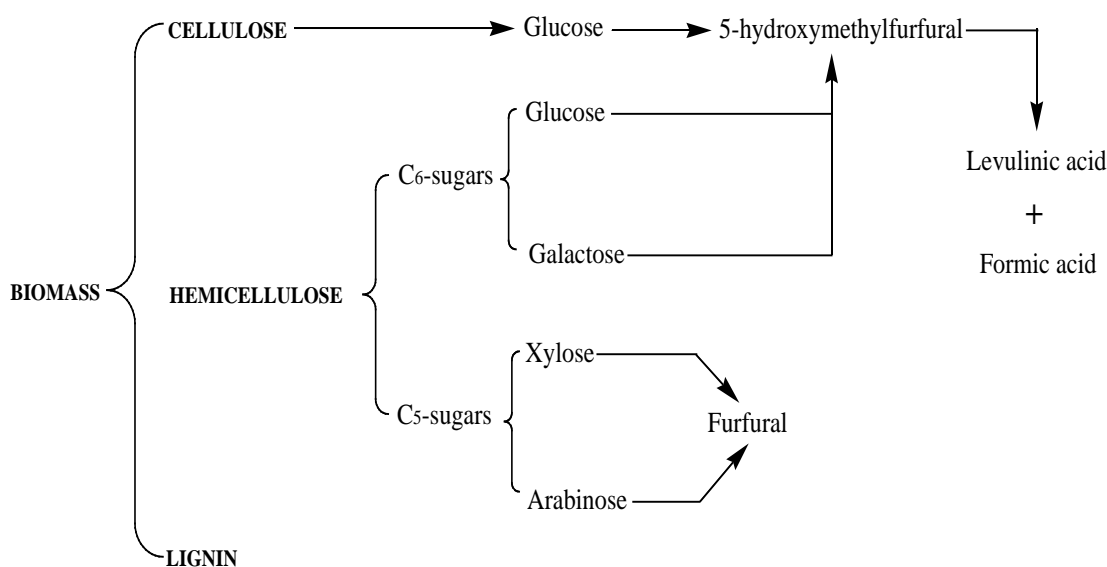 CELLULOSE
Glucose
5-hydroxymethylfurfural
Glucose
C6-sugars
Levulinic acid
+
Galactose
Formic acid
BIOMASS
HEMICELLULOSE
Xylose
C5-sugars
Furfural
Arabinose
LIGNIN